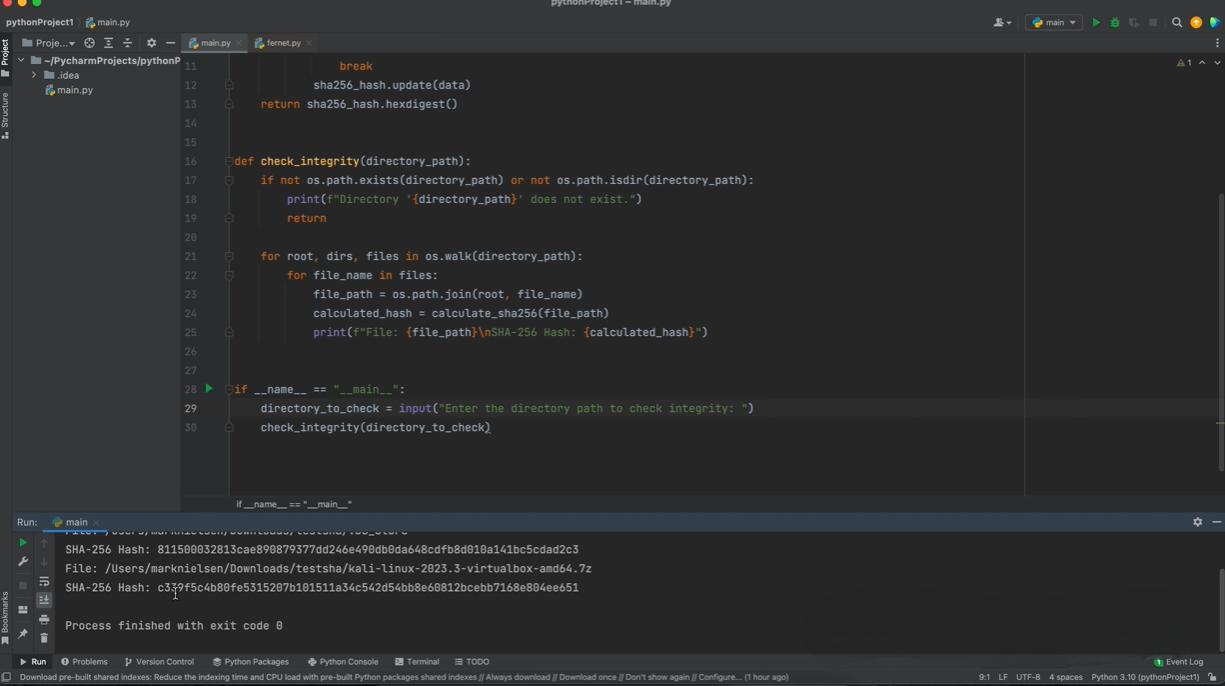 pythonProject1 – main.py
pythonProject1 main.py main
Proje... main.py fernet.py
~/PycharmProjects/pythonP
.idea
main.py
Project
Structure
Bookmarks
1
11 break
12 sha256_hash.update(data)
13 return sha256_hash.hexdigest()
14
15
16 def check_integrity(directory_path):
17 if not os.path.exists(directory_path) or not os.path.isdir(directory_path):
18 print(f"Directory '{directory_path}' does not exist.")
19 return
20
21 for root, dirs, files in os.walk(directory_path):
22 for file_name in files:
23 file_path = os.path.join(root, file_name)
24 calculated_hash = calculate_sha256(file_path)
25 print(f"File: {file_path}\nSHA-256 Hash: {calculated_hash}")
26
27
28 if __name__ == "__main__":
29 directory_to_check = input("Enter the directory path to check integrity: ")
30 check_integrity(directory_to_check)
if __name__ == "__main__"
Run: main
File: /Users/marknielsen/Downloads/testsha/.DS_Store
SHA-256 Hash: 811500032813cae890879377dd246e490db0da648cdfb8d010a141bc5cdad2c3
File: /Users/marknielsen/Downloads/testsha/kali-linux-2023.3-virtualbox-amd64.7z
SHA-256 Hash: c339f5c4b80fe5315207b101511a34c542d54bb8e60812bcebb7168e804ee651
Process finished with exit code 0
Run Problems Version Control Python Packages Python Console Terminal TODO 1 Event Log
Download pre-built shared indexes: Reduce the indexing time and CPU load with pre-built Python packages shared indexes // Always download // Download once // Don't show again // Configure... (1 hour ago) 9:1 LF UTF-8 4 spaces Python 3.10 (pythonProject1)